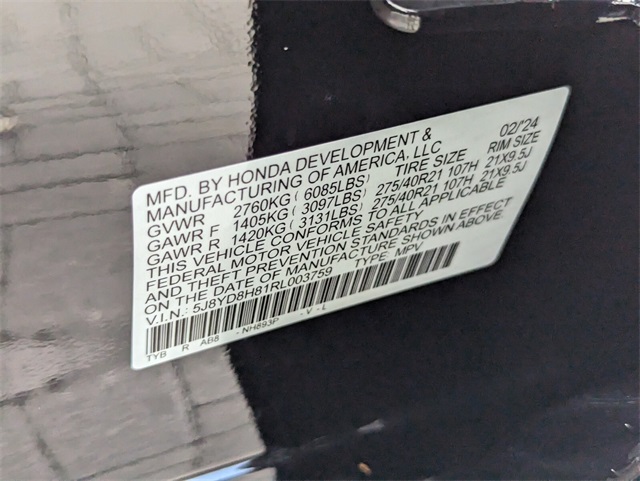 MFD. BY HONDA DEVELOPMENT & 02/'24
MANUFACTURING OF AMERICA, LLC
GVWR 2760KG ( 6085LBS ) TIRE SIZE RIM SIZE
GAWR F 1405KG ( 3097LBS ) 275/40R21 107H 21X9.5J
GAWR R 1420KG ( 3131LBS ) 275/40R21 107H 21X9.5J
THIS VEHICLE CONFORMS TO ALL APPLICABLE
FEDERAL MOTOR VEHICLE SAFETY
AND THEFT PREVENTION STANDARDS IN EFFECT
ON THE DATE OF MANUFACTURE SHOWN ABOVE.
V.I.N.: 5J8YD8H81RL003759 TYPE: MPV
TYB R AB8 - NH893P - V - L